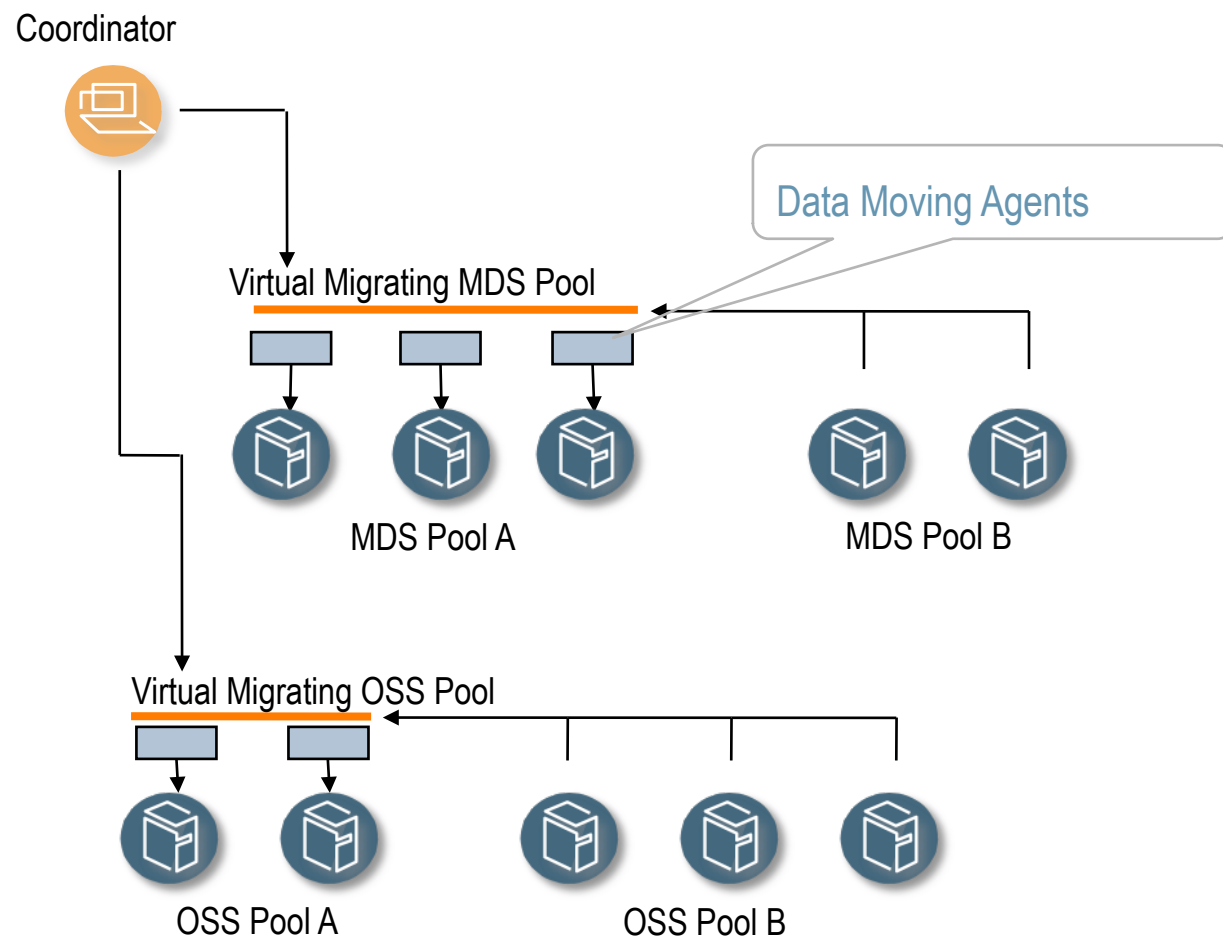 Coordinator
Data Moving Agents
Virtual Migrating MDS Pool
MDS Pool A
MDS Pool B
Virtual Migrating OSS Pool
OSS Pool A
OSS Pool B